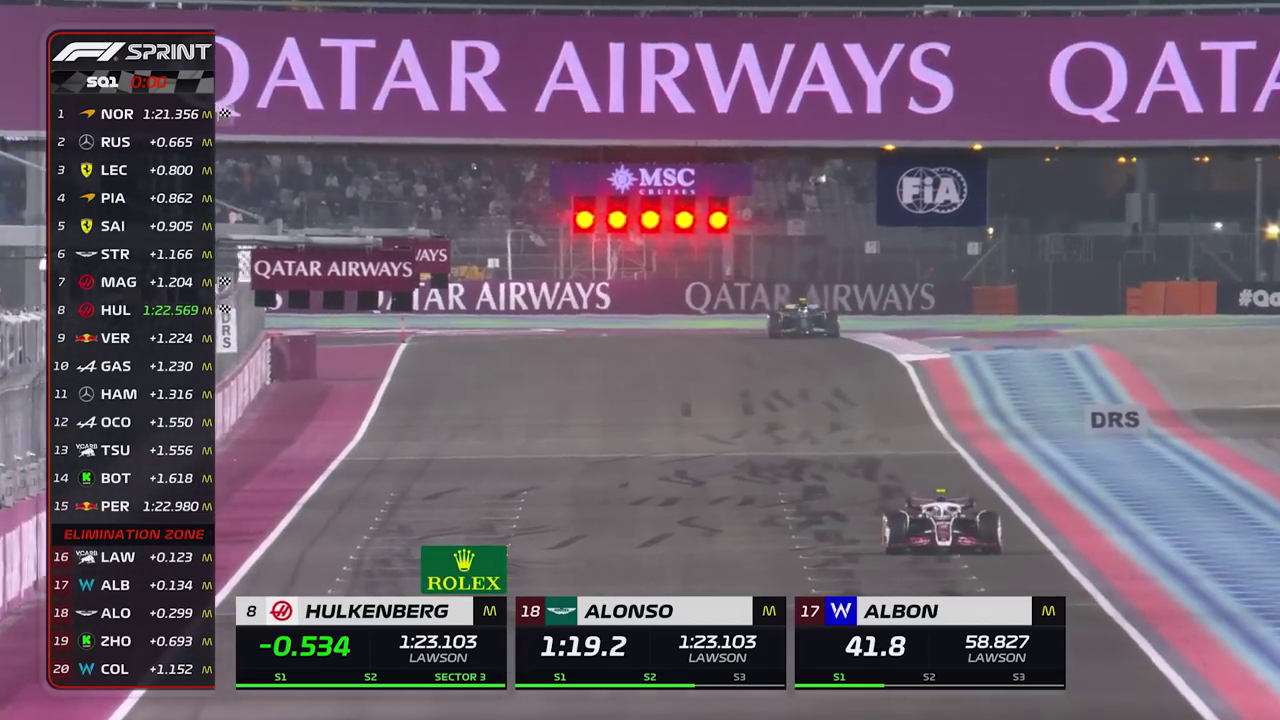 QATAR AIRWAYS QATA
F1 SPRINT
SQ1 0:00
1 NOR 1:21.356 M
2 RUS +0.665 M
3 LEC +0.800 M
4 PIA +0.862 M
5 SAI +0.905 M
6 STR +1.166 M
7 MAG +1.204 M
8 HUL 1:22.569 M
9 VER +1.224 M
10 GAS +1.230 M
11 HAM +1.316 M
12 OCO +1.550 M
13 VCARB TSU +1.556 M
14 K BOT +1.618 M
15 PER 1:22.980 M
ELIMINATION ZONE
16 VCARB LAW +0.123 M
17 W ALB +0.134 M
18 ALO +0.299 M
19 K ZHO +0.693 M
20 W COL +1.152 M
MSC
CRUISES
FIA
QATAR AIRWAYS
WAYS
S QATAR AIRWAYS QATAR AIRWAYS
#Qa
DRS
DRS
ROLEX
8 HULKENBERG M
-0.534 1:23.103
LAWSON
S1 S2 SECTOR 3
18 ALONSO M
1:19.2 1:23.103
LAWSON
S1 S2 S3
17 W ALBON M
41.8 58.827
LAWSON
S1 S2 S3